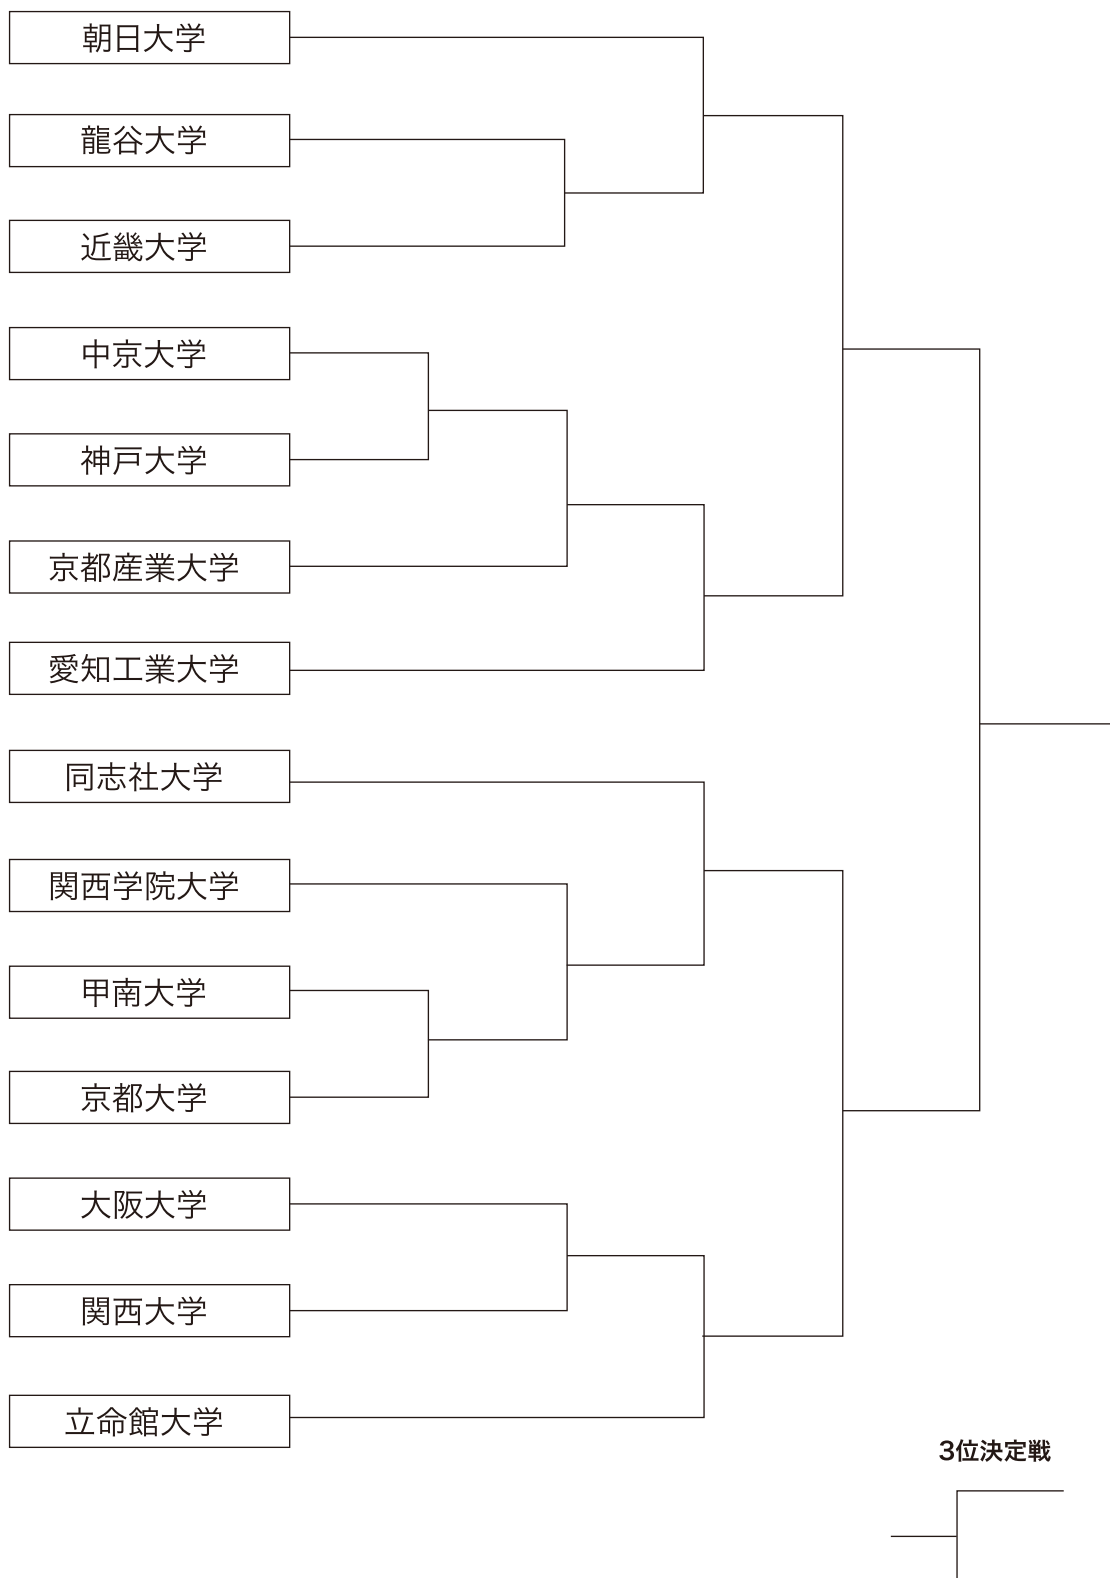 朝日大学
龍谷大学
近畿大学
中京大学
神戸大学
京都産業大学
愛知工業大学
同志社大学
関西学院大学
甲南大学
京都大学
大阪大学
関西大学
立命館大学
3位決定戦